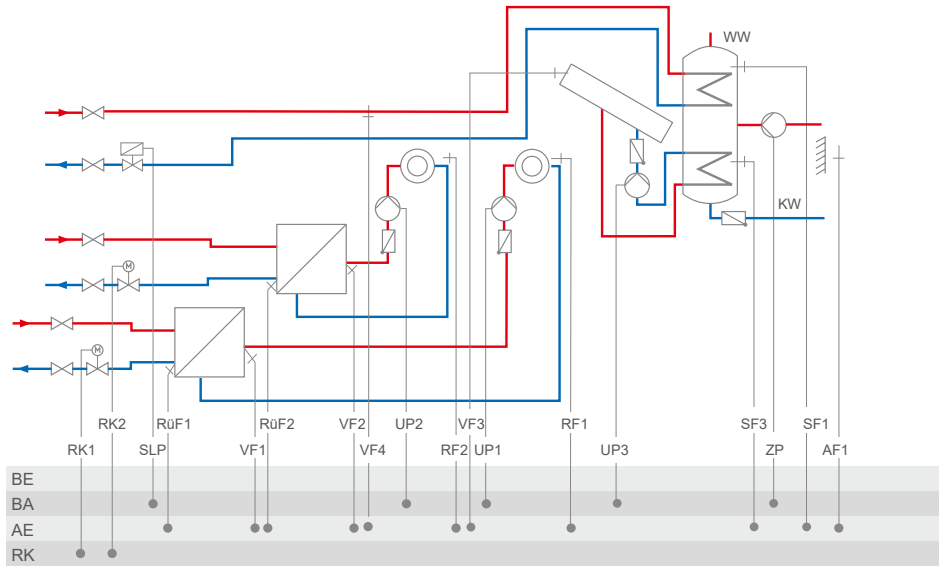 WW
KW
M
M
RK2 RüF1 RüF2 VF2 UP2 VF3 RF1 SF3 SF1
RK1 SLP VF1 VF4 RF2 UP1 UP3 ZP AF1
BE
BA
AE
RK